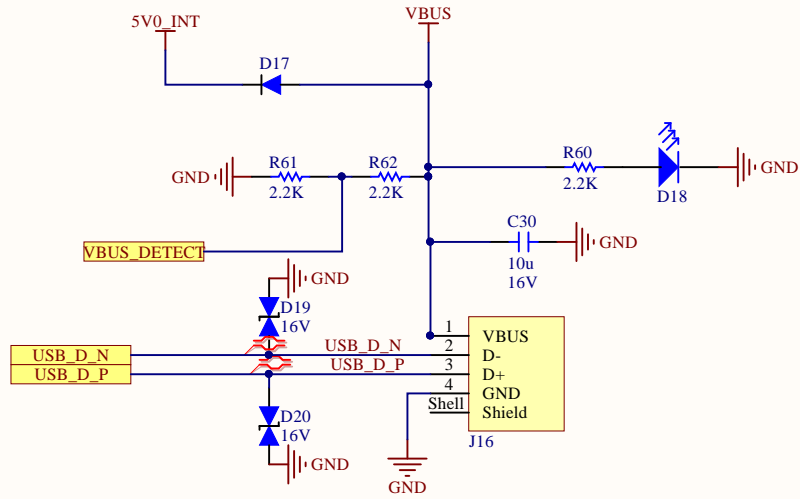 5V0_INT
VBUS
D17
R61
R62
R60
GND
2.2K
2.2K
2.2K
GND
D18
C30
GND
10u
16V
VBUS_DETECT
GND
D19
16V
1
VBUS
USB_D_N
USB_D_N
2
D-
USB_D_P
USB_D_P
3
D+
4
GND
Shell
Shield
D20
16V
J16
GND
GND